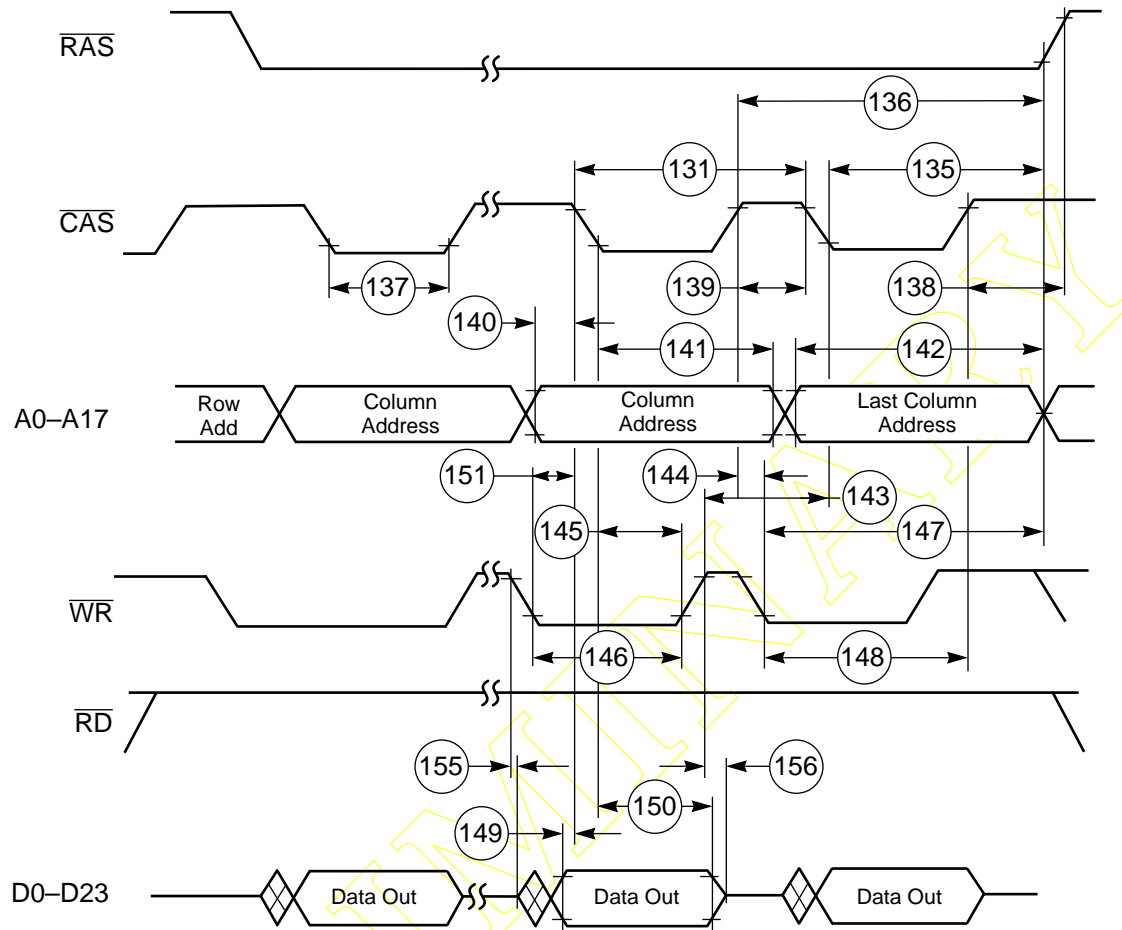 RAS
136
131
135
CAS
137
139
138
140
141
142
A0–A17
Row
Add
Column
Address
Column
Address
Last Column
Address
151
144
143
145
147
WR
146
148
RD
155
156
150
149
D0–D23
Data Out
Data Out
Data Out